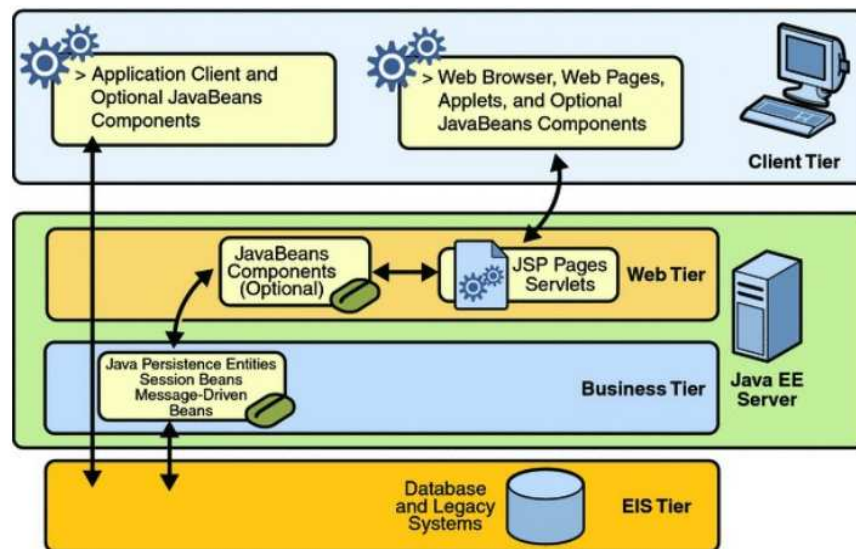 > Application Client and
Optional JavaBeans
Components
> Web Browser, Web Pages,
Applets, and Optional
JavaBeans Components
Client Tier
JavaBeans
Components
(Optional)
JSP Pages
Servlets
Web Tier
Java Persistence Entities
Session Beans
Message-Driven
Beans
Business Tier
Java EE
Server
Database
and Legacy
Systems
EIS Tier